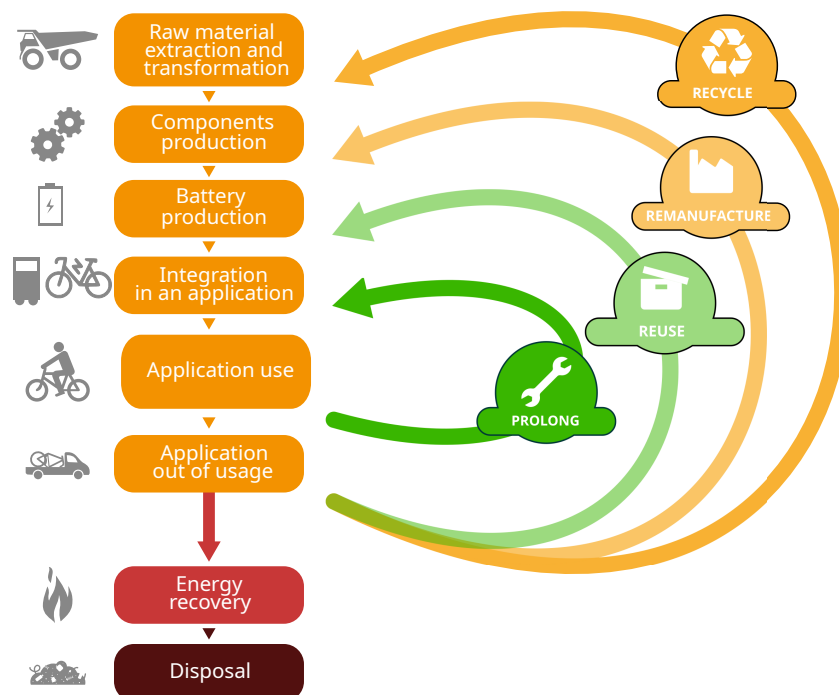 Raw material
extraction and
transformation
RECYCLE
Components
production
Battery
production
REMANUFACTURE
Integration
in an application
REUSE
Application use
PROLONG
Application
out of usage
Energy
recovery
Disposal